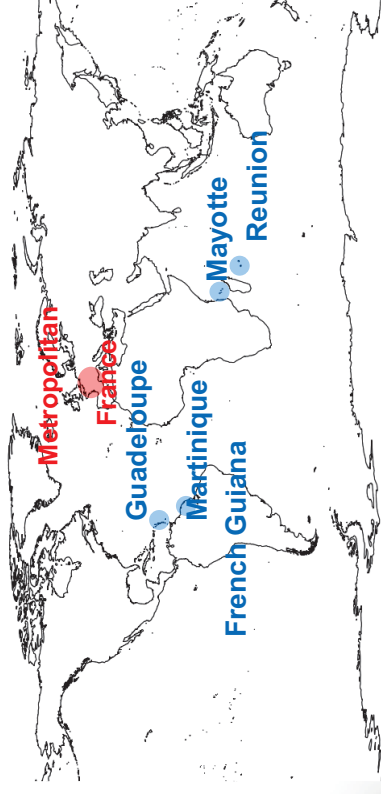 Metropolitan
France
Guadeloupe
Martinique
French Guiana
Mayotte
Reunion